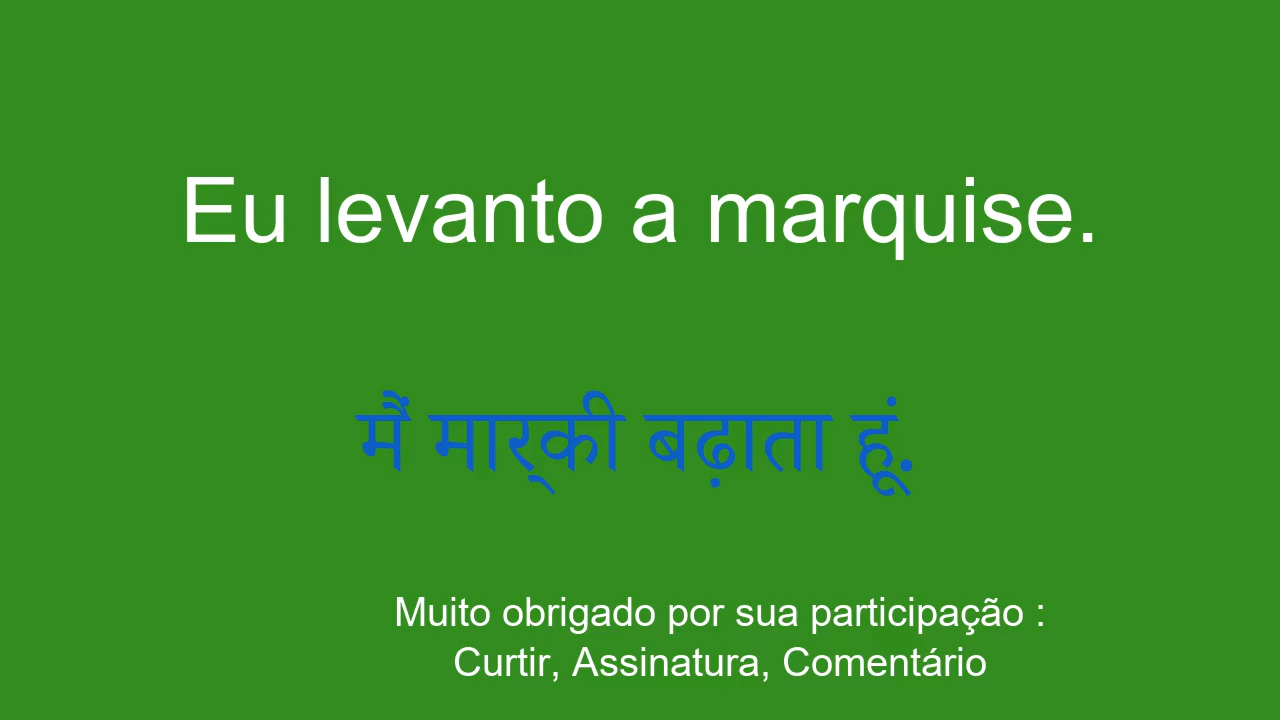 Eu levanto a marquise.
मैं मार्की बढ़ाता हूं.
Muito obrigado por sua participação :
Curtir, Assinatura, Comentário